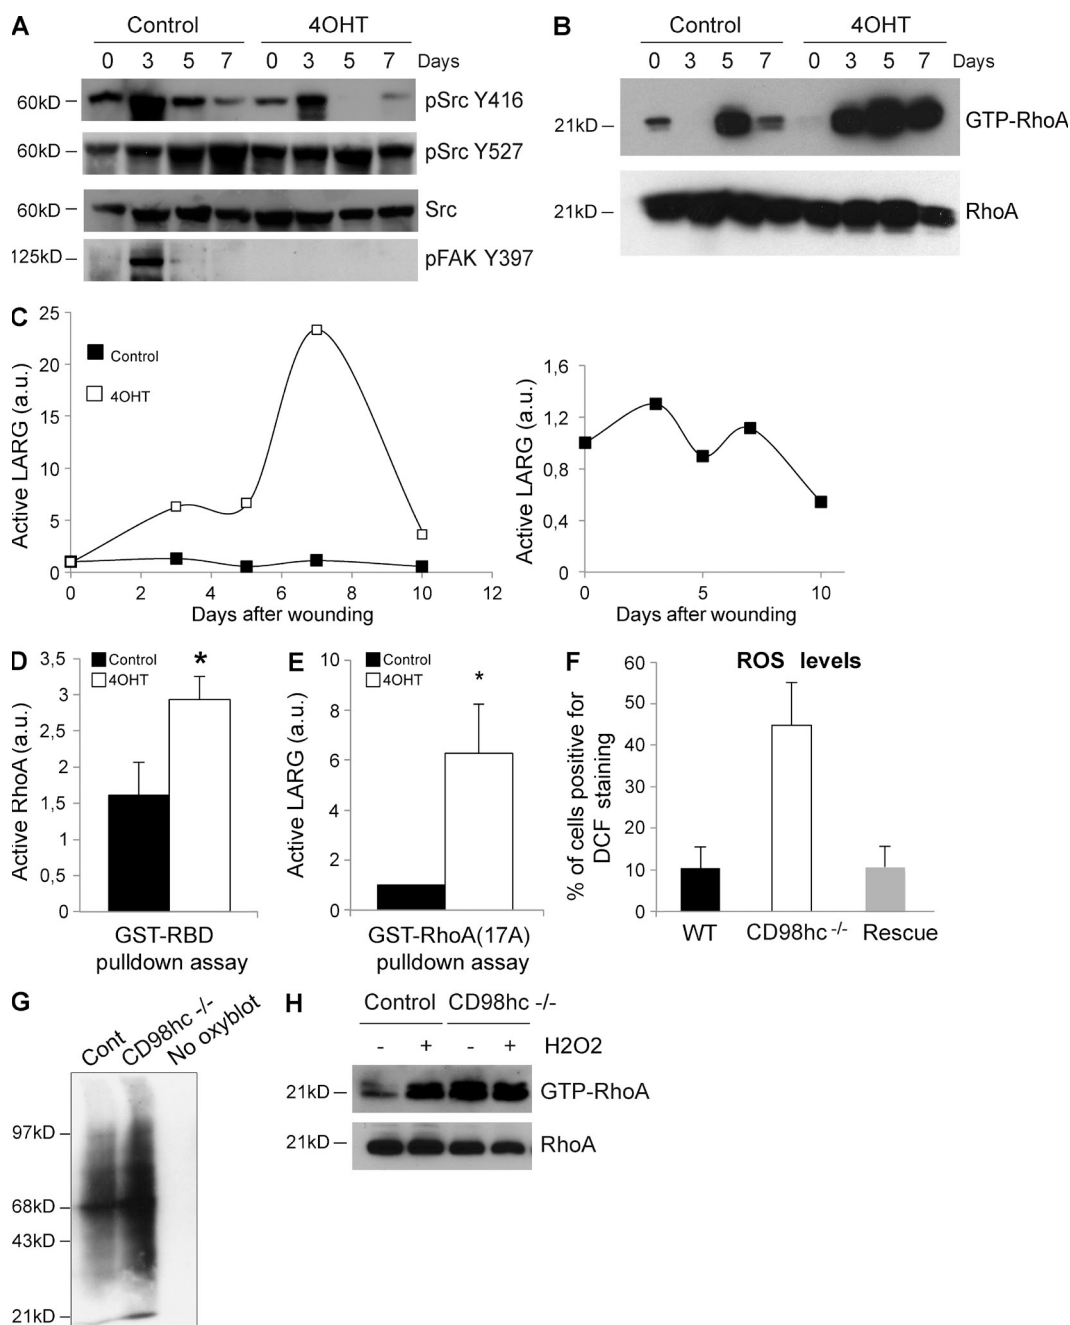 A
Control 4OHT
0 3 5 7 0 3 5 7 Days
60kD pSrc Y416
60kD pSrc Y527
60kD Src
125kD pFAK Y397
B
Control 4OHT
0 3 5 7 0 3 5 7 Days
21kD GTP-RhoA
21kD RhoA
C
Active LARG (a.u.)
25
20
15
10
5
0
Control
4OHT
0 2 4 6 8 10 12
Days after wounding
Active LARG (a.u.)
1,6
1,2
0,8
0,4
0
0 5 10
Days after wounding
D
Active RhoA (a.u.)
3,5
3
2
2
1,5
1
0,5
0
Control
4OHT
*
GST-RBD
pulldown assay
E
Active LARG (a.u.)
10
8
6
4
2
0
Control
4OHT
*
GST-RhoA(17A)
pulldown assay
F
ROS levels
% of cells positive for
DCF staining
60
50
40
30
20
10
0
WT CD98hc -/- Rescue
G
Cont
CD98hc -/-
No oxyblot
97kD
68kD
43kD
21kD
H
Control CD98hc -/-
- + - + H2O2
21kD GTP-RhoA
21kD RhoA